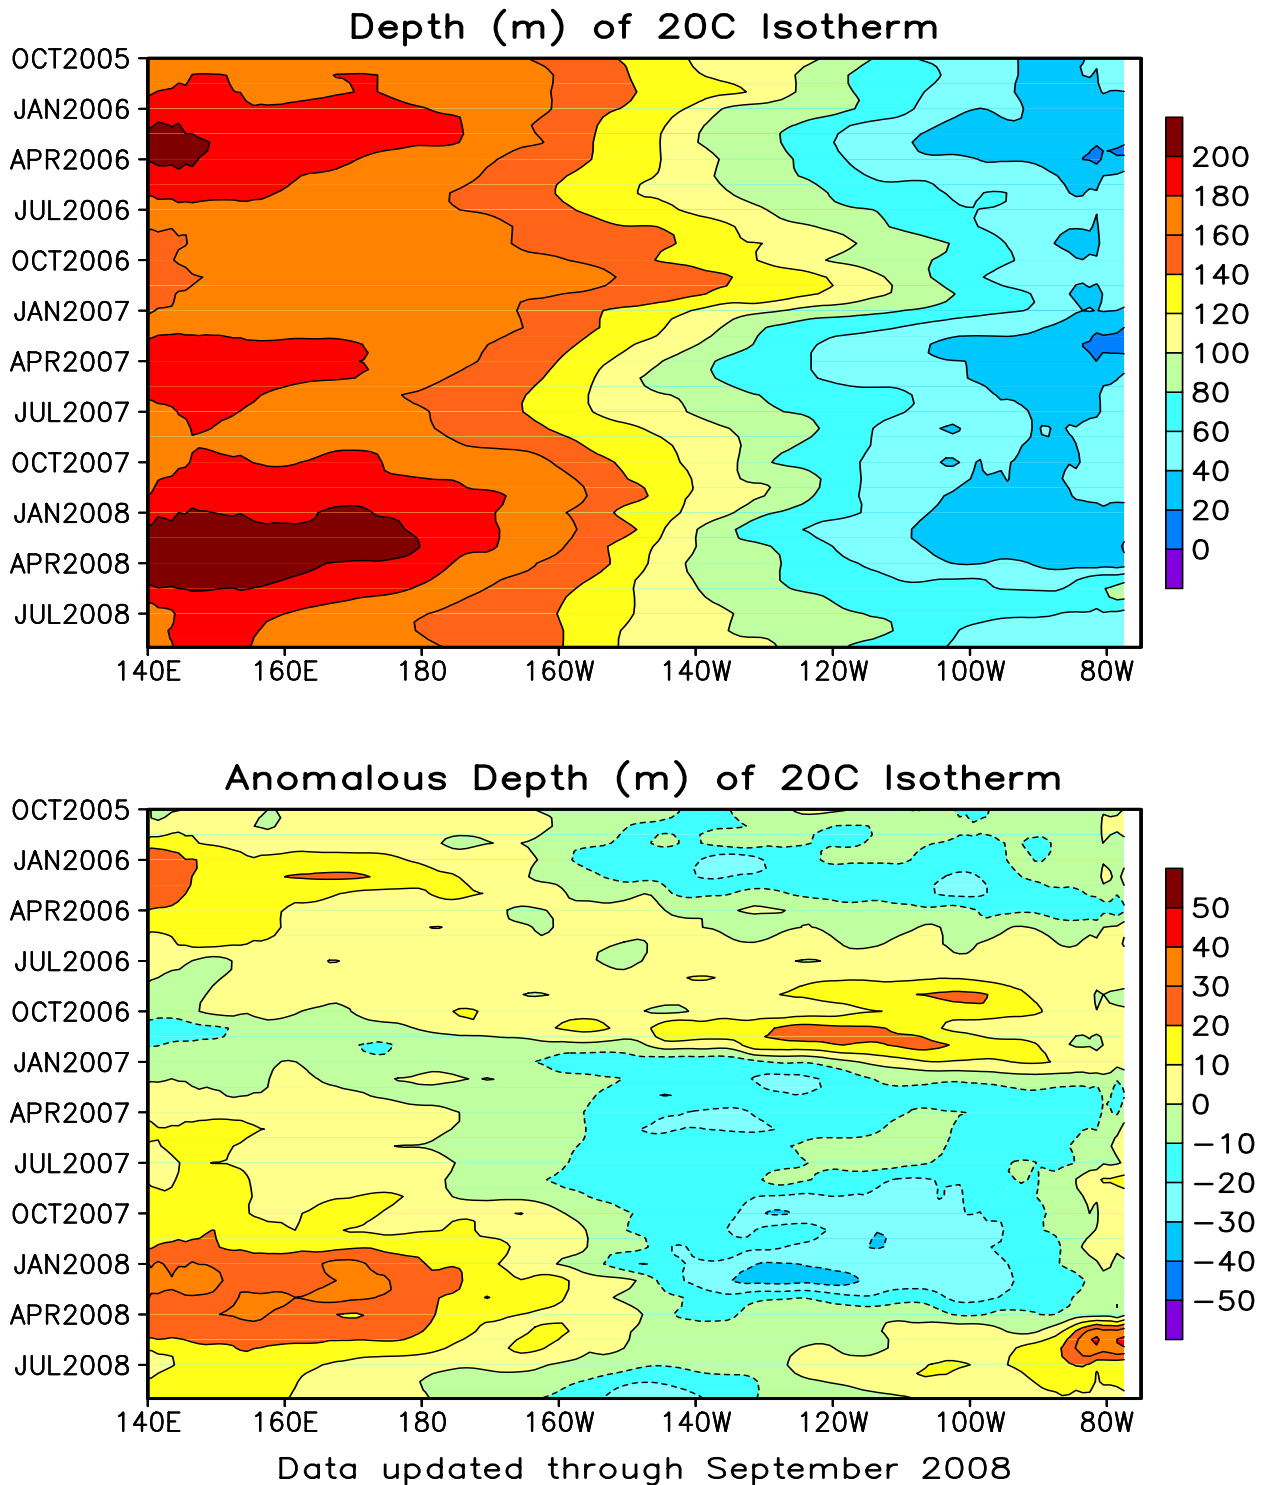 Depth (m) of 20C Isotherm
OCT2005
JAN2006
APR2006
JUL2006
OCT2006
JAN2007
APR2007
JUL2007
OCT2007
JAN2008
APR2008
JUL2008
140E 160E 180 160W 140W 120W 100W 80W
200
180
160
140
120
100
80
60
40
20
0
Anomalous Depth (m) of 20C Isotherm
OCT2005
JAN2006
APR2006
JUL2006
OCT2006
JAN2007
APR2007
JUL2007
OCT2007
JAN2008
APR2008
JUL2008
140E 160E 180 160W 140W 120W 100W 80W
50
40
30
20
10
0
−10
−20
−30
−40
−50
Data updated through September 2008